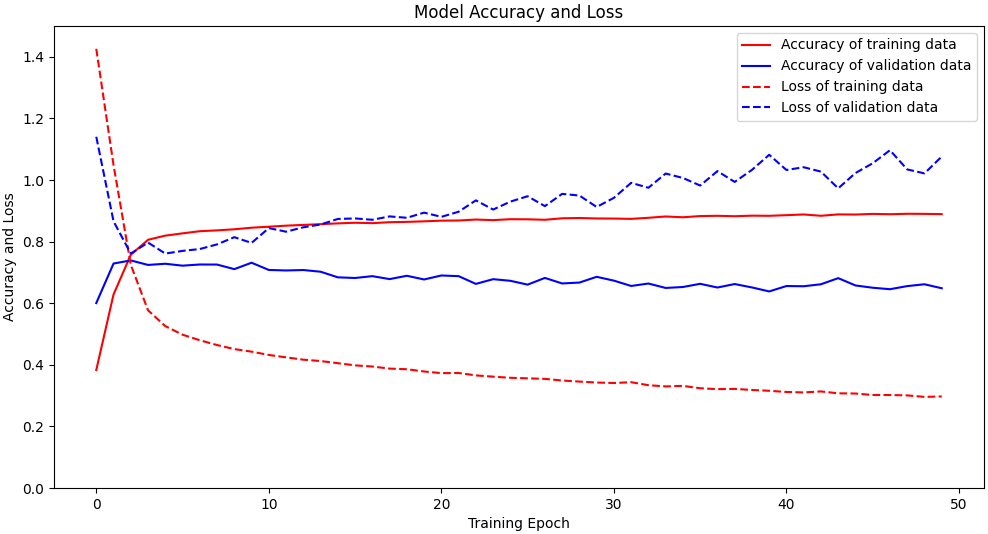 Model Accuracy and Loss
Accuracy of training data
Accuracy of validation data
Loss of training data
Loss of validation data
Accuracy and Loss
1.4
1.2
1.0
0.8
0.6
0.4
0.2
0.0
0 10 20 30 40 50
Training Epoch